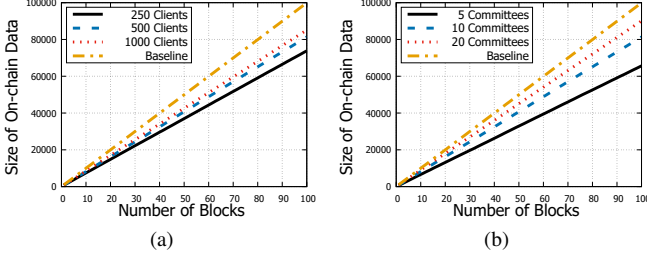 Size of On-chain Data
100000
80000
60000
40000
20000
0
250 Clients
500 Clients
1000 Clients
Baseline
0 10 20 30 40 50 60 70 80 90 100
Number of Blocks
(a)
Size of On-chain Data
100000
80000
60000
40000
20000
0
5 Committees
10 Committees
20 Committees
Baseline
0 10 20 30 40 50 60 70 80 90 100
Number of Blocks
(b)